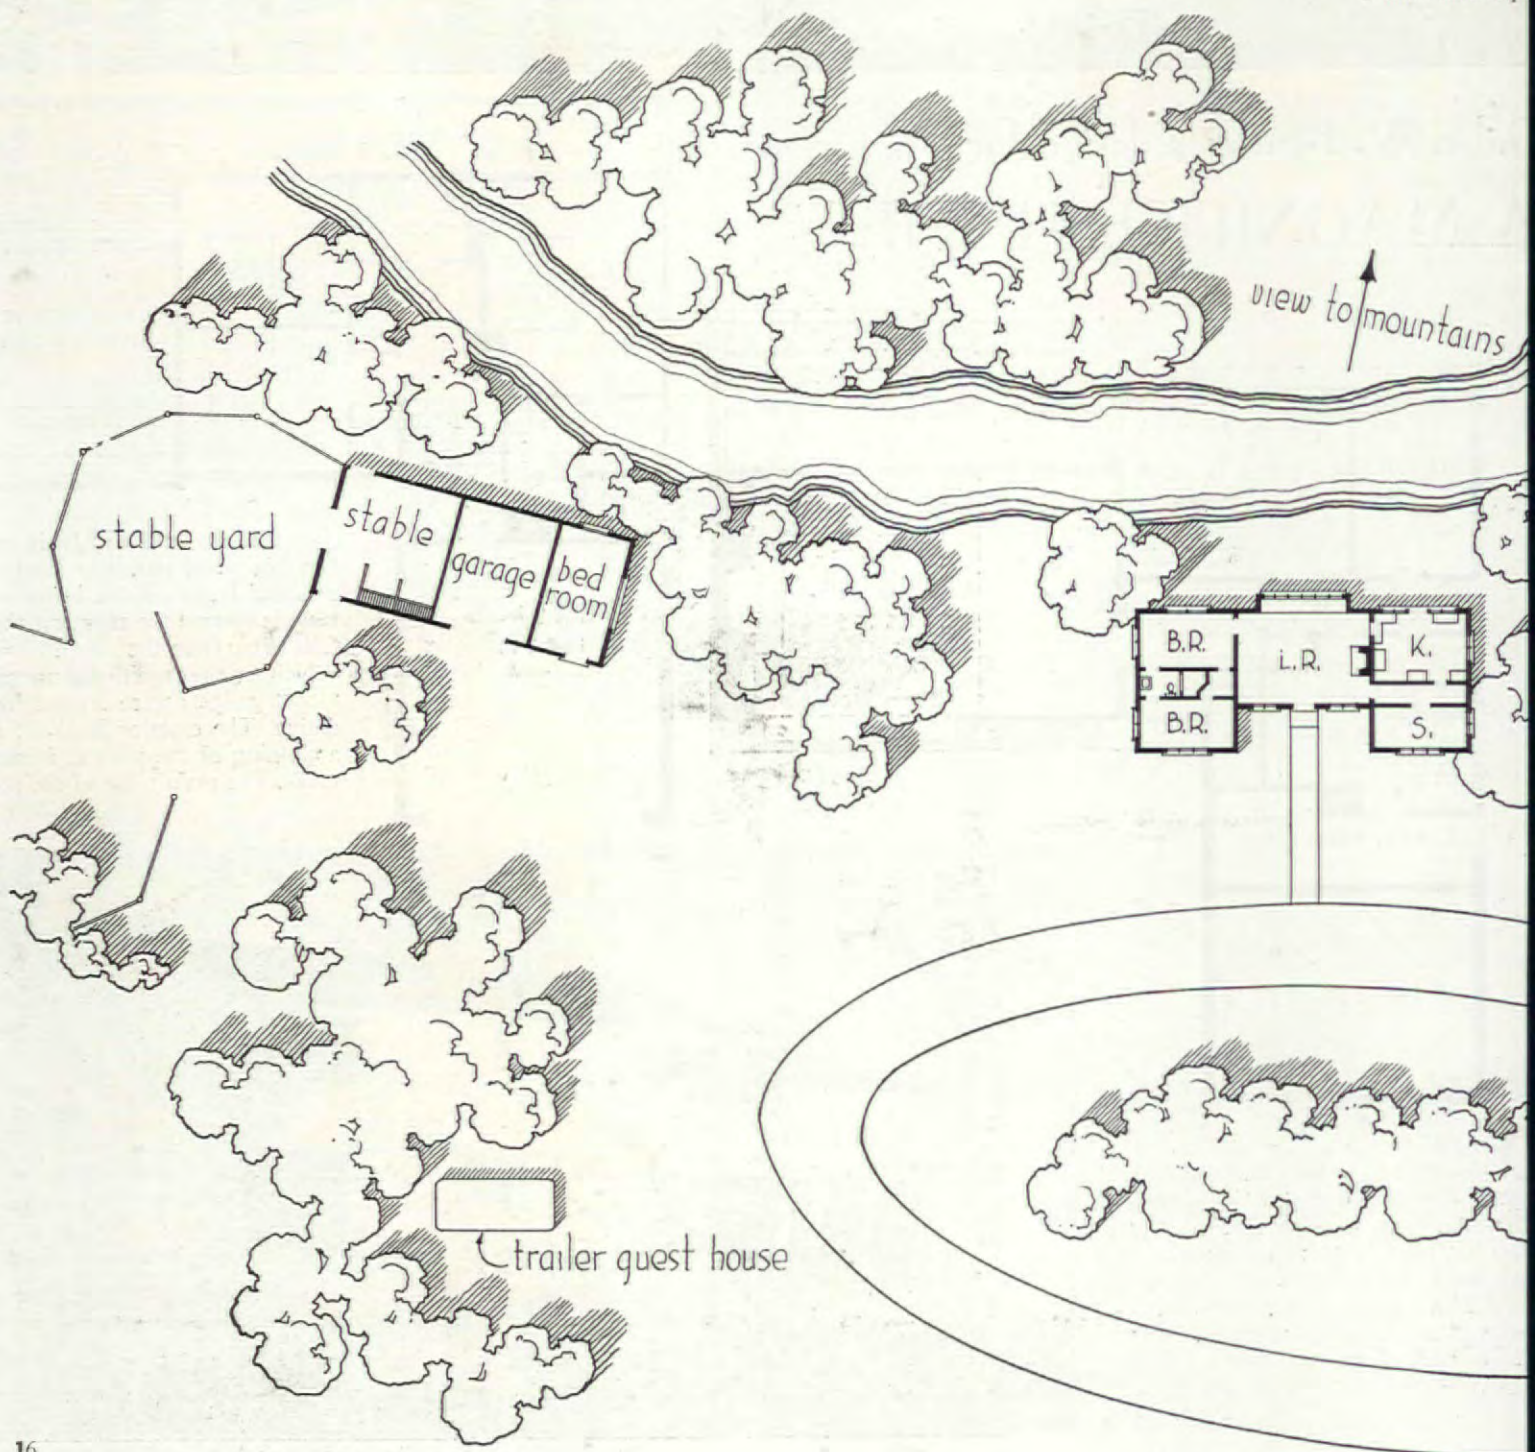 view to mountains
stable yard
stable
garage
bed
room
B.R.
L.R.
K.
B.R.
S.
trailer guest house
16